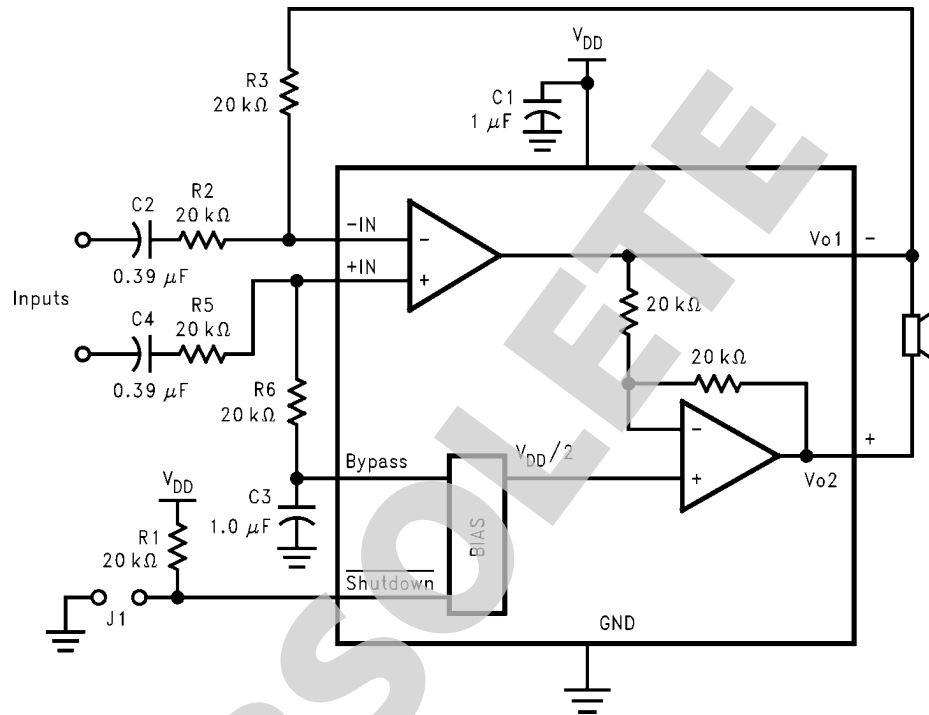 V_DD
R3
20 kΩ
C1
1 μF
C2
0.39 μF
R2
20 kΩ
-IN
−
Vo1
-
+IN
+
Inputs
C4
0.39 μF
R5
20 kΩ
20 kΩ
20 kΩ
R6
20 kΩ
−
+
Vo2
+
Bypass
V_DD/2
BIAS
C3
1.0 μF
V_DD
R1
20 kΩ
Shutdown
J1
GND
OBSOLETE